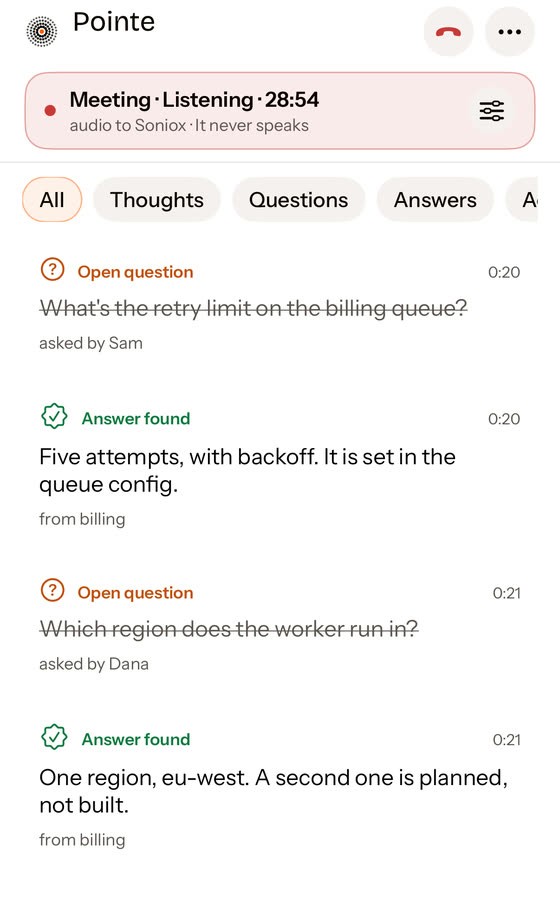 Pointe
Meeting · Listening · 28:54
audio to Soniox · It never speaks
All Thoughts Questions Answers
Open question 0:20
What's the retry limit on the billing queue?
asked by Sam
Answer found 0:20
Five attempts, with backoff. It is set in the
queue config.
from billing
Open question 0:21
Which region does the worker run in?
asked by Dana
Answer found 0:21
One region, eu-west. A second one is planned,
not built.
from billing